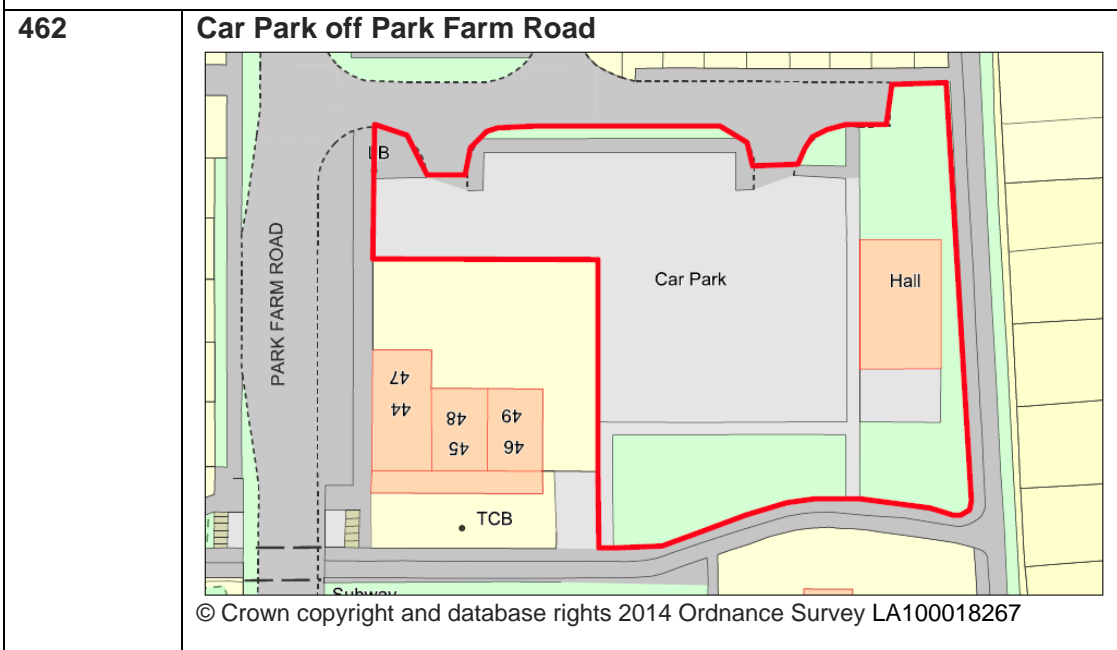 462
Car Park off Park Farm Road
LB
PARK FARM ROAD
Car Park
Hall
47
44
48
45
49
46
TCB
Subway
© Crown copyright and database rights 2014 Ordnance Survey LA100018267